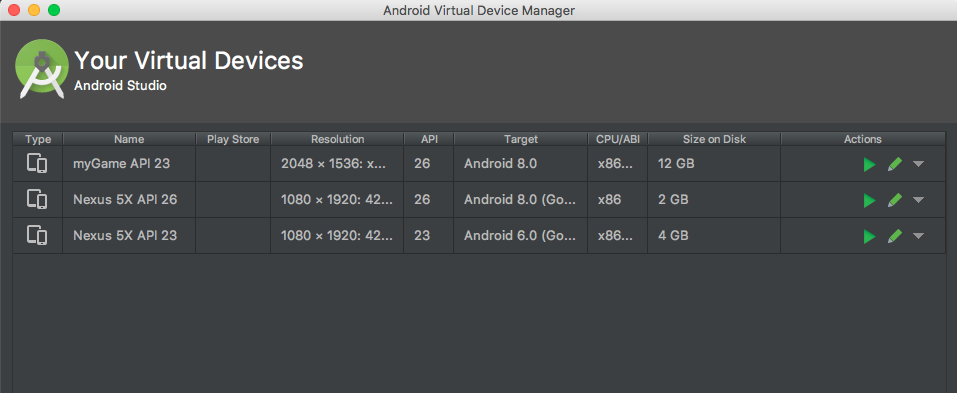 Android Virtual Device Manager
Your Virtual Devices
Android Studio
Type Name Play Store Resolution API Target CPU/ABI Size on Disk Actions
myGame API 23 2048 × 1536: x... 26 Android 8.0 x86... 12 GB
Nexus 5X API 26 1080 × 1920: 42... 26 Android 8.0 (Go... x86 2 GB
Nexus 5X API 23 1080 × 1920: 42... 23 Android 6.0 (Go... x86... 4 GB